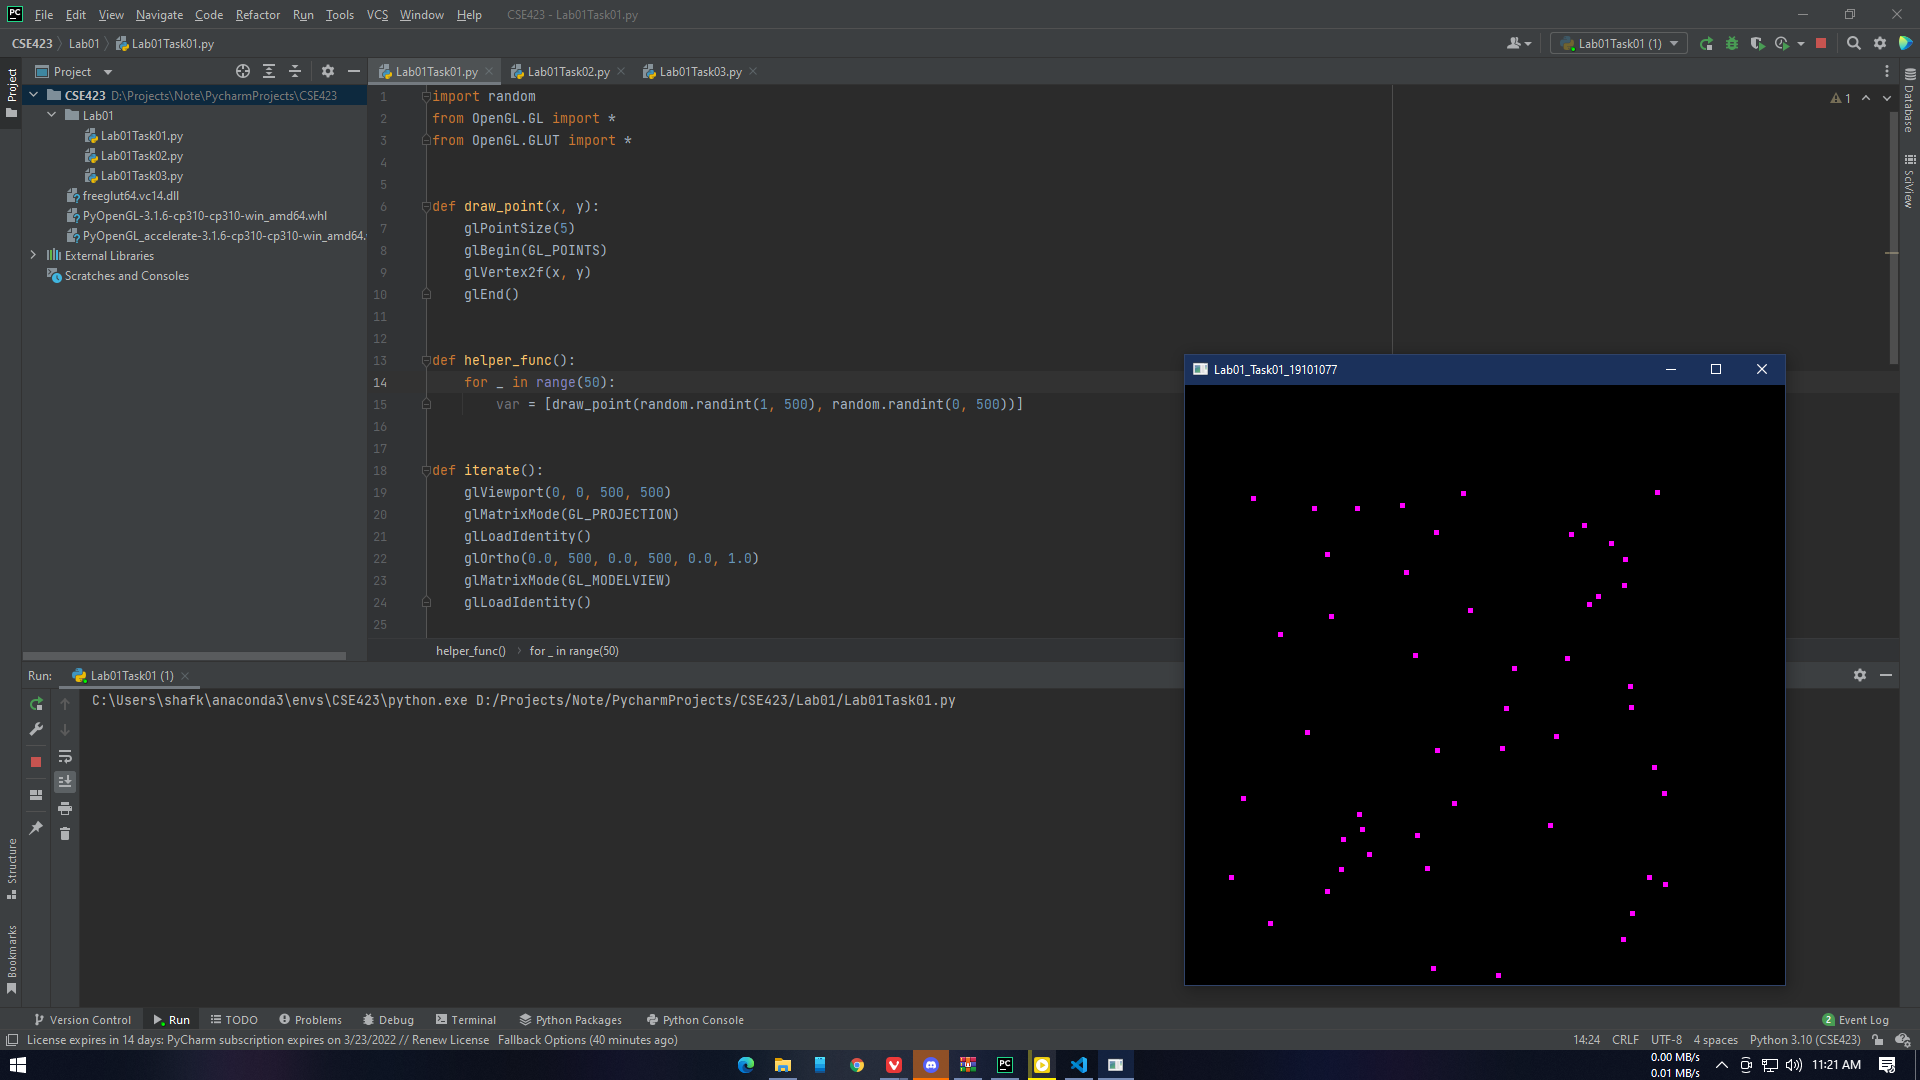 PC File Edit View Navigate Code Refactor Run Tools VCS Window Help CSE423 - Lab01Task01.py
CSE423 Lab01 Lab01Task01.py Lab01Task01 (1)
Project
Project
CSE423 D:\Projects\Note\PycharmProjects\CSE423
Lab01
Lab01Task01.py
Lab01Task02.py
Lab01Task03.py
freeglut64.vc14.dll
PyOpenGL-3.1.6-cp310-cp310-win_amd64.whl
PyOpenGL_accelerate-3.1.6-cp310-cp310-win_amd64.
External Libraries
Scratches and Consoles
Lab01Task01.py Lab01Task02.py Lab01Task03.py
1 import random
2 from OpenGL.GL import *
3 from OpenGL.GLUT import *
4
5
6 def draw_point(x, y):
7 glPointSize(5)
8 glBegin(GL_POINTS)
9 glVertex2f(x, y)
10 glEnd()
11
12
13 def helper_func():
14 for _ in range(50):
15 var = [draw_point(random.randint(1, 500), random.randint(0, 500))]
16
17
18 def iterate():
19 glViewport(0, 0, 500, 500)
20 glMatrixMode(GL_PROJECTION)
21 glLoadIdentity()
22 glOrtho(0.0, 500, 0.0, 500, 0.0, 1.0)
23 glMatrixMode(GL_MODELVIEW)
24 glLoadIdentity()
25
1
helper_func() for _ in range(50)
Database
SciView
Lab01_Task01_19101077
Run: Lab01Task01 (1)
C:\Users\shafk\anaconda3\envs\CSE423\python.exe D:/Projects/Note/PycharmProjects/CSE423/Lab01/Lab01Task01.py
Structure
Bookmarks
Version Control Run TODO Problems Debug Terminal Python Packages Python Console 2 Event Log
License expires in 14 days: PyCharm subscription expires on 3/23/2022 // Renew License Fallback Options (40 minutes ago) 14:24 CRLF UTF-8 4 spaces Python 3.10 (CSE423)
0.00 MB/s
0.01 MB/s
11:21 AM
PC